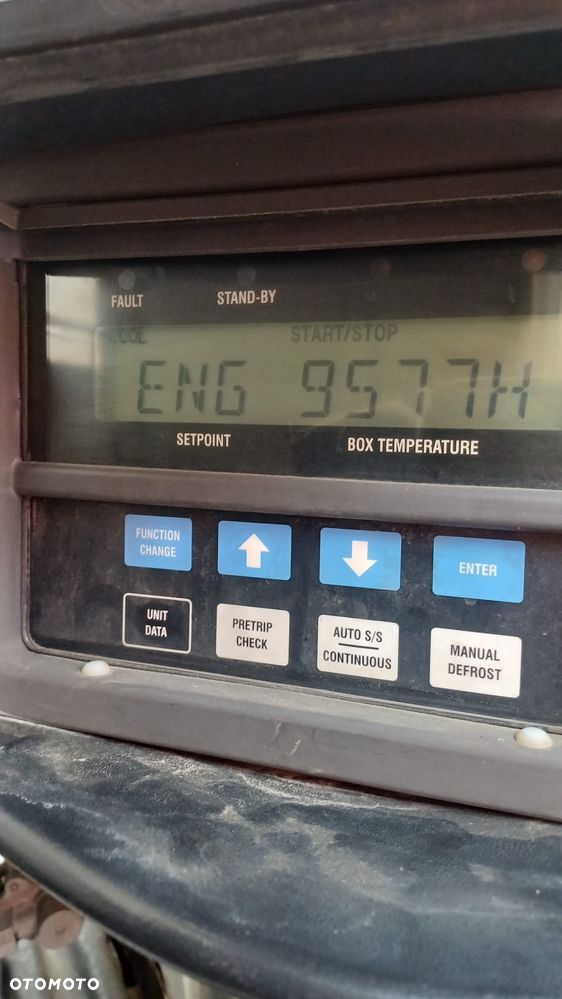 FAULT STAND-BY
COOL START/STOP
ENG 9577H
SETPOINT BOX TEMPERATURE
FUNCTION
CHANGE
ENTER
UNIT
DATA
PRETRIP
CHECK
AUTO S/S
CONTINUOUS
MANUAL
DEFROST
OTOMOTO